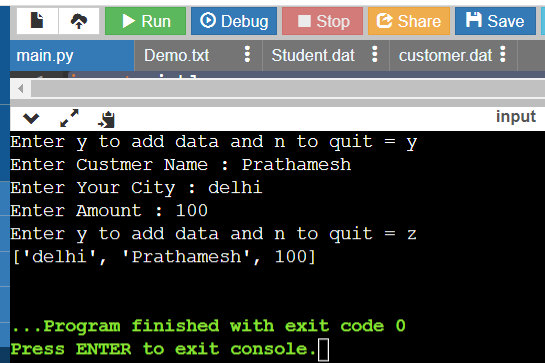 Run Debug Stop Share Save
main.py Demo.txt Student.dat customer.dat
input
Enter y to add data and n to quit = y
Enter Custmer Name : Prathamesh
Enter Your City : delhi
Enter Amount : 100
Enter y to add data and n to quit = z
['delhi', 'Prathamesh', 100]
...Program finished with exit code 0
Press ENTER to exit console.